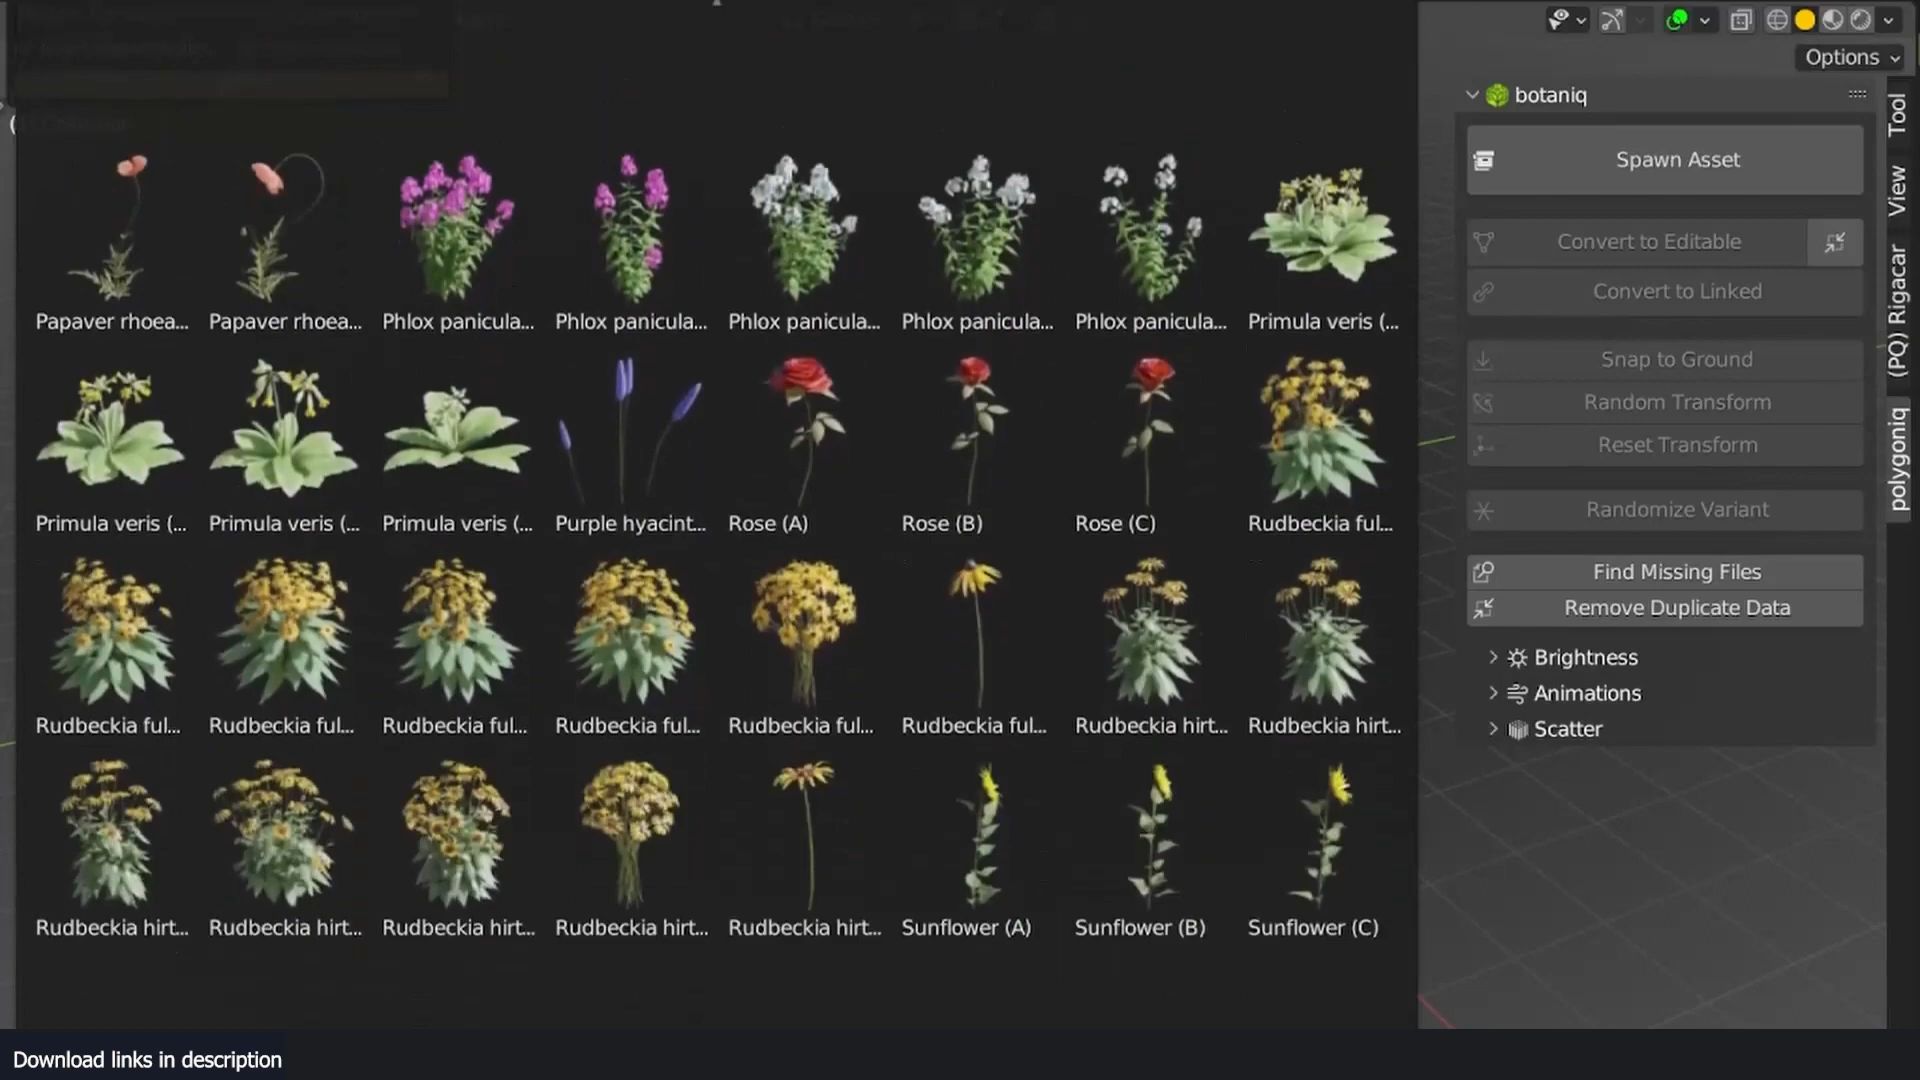 Options
botaniq
Spawn Asset
Convert to Editable
Convert to Linked
Snap to Ground
Random Transform
Reset Transform
Randomize Variant
Find Missing Files
Remove Duplicate Data
Brightness
Animations
Scatter
Tool
View
(PQ) Rigacar
polygoniq
Papaver rhoea... Papaver rhoea... Phlox panicula... Phlox panicula... Phlox panicula... Phlox panicula... Phlox panicula... Primula veris (...
Primula veris (... Primula veris (... Primula veris (... Purple hyacint... Rose (A) Rose (B) Rose (C) Rudbeckia ful...
Rudbeckia ful... Rudbeckia ful... Rudbeckia ful... Rudbeckia ful... Rudbeckia ful... Rudbeckia ful... Rudbeckia hirt... Rudbeckia hirt...
Rudbeckia hirt... Rudbeckia hirt... Rudbeckia hirt... Rudbeckia hirt... Rudbeckia hirt... Sunflower (A) Sunflower (B) Sunflower (C)
Download links in description